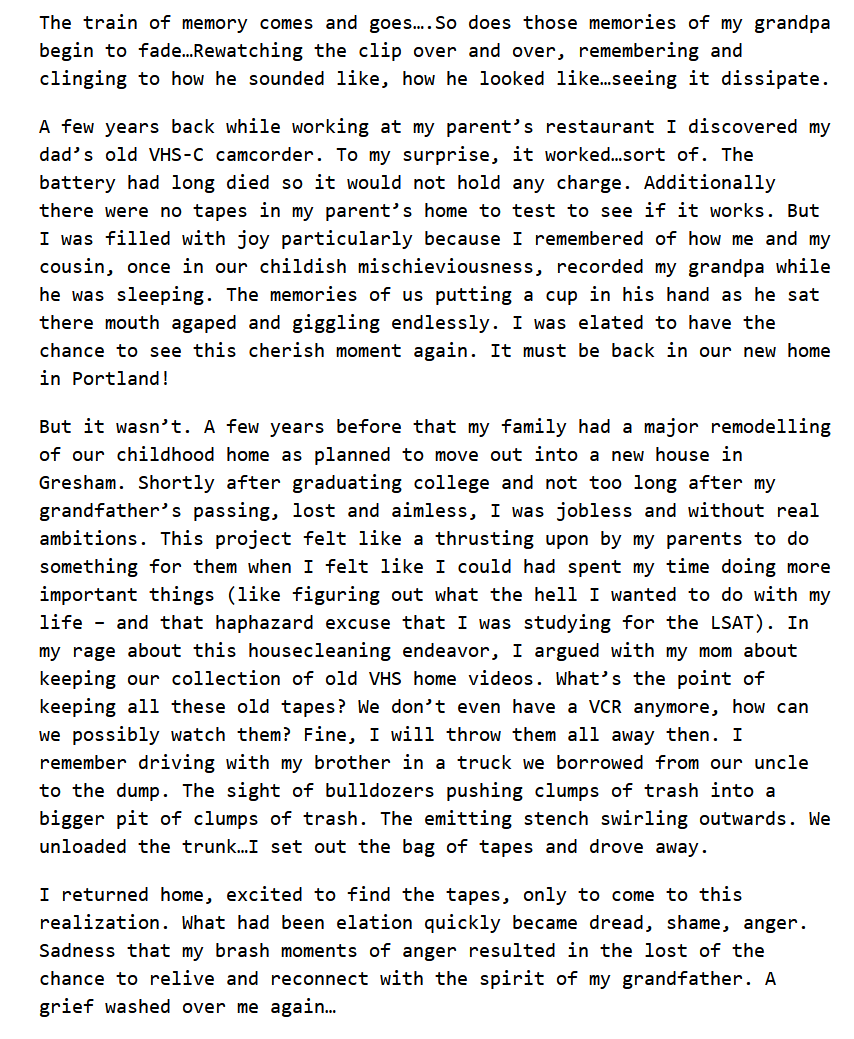 The train of memory comes and goes….So does those memories of my grandpa
begin to fade…Rewatching the clip over and over, remembering and
clinging to how he sounded like, how he looked like…seeing it dissipate.
A few years back while working at my parent’s restaurant I discovered my
dad’s old VHS-C camcorder. To my surprise, it worked…sort of. The
battery had long died so it would not hold any charge. Additionally
there were no tapes in my parent’s home to test to see if it works. But
I was filled with joy particularly because I remembered of how me and my
cousin, once in our childish mischieviousness, recorded my grandpa while
he was sleeping. The memories of us putting a cup in his hand as he sat
there mouth agaped and giggling endlessly. I was elated to have the
chance to see this cherish moment again. It must be back in our new home
in Portland!
But it wasn’t. A few years before that my family had a major remodelling
of our childhood home as planned to move out into a new house in
Gresham. Shortly after graduating college and not too long after my
grandfather’s passing, lost and aimless, I was jobless and without real
ambitions. This project felt like a thrusting upon by my parents to do
something for them when I felt like I could had spent my time doing more
important things (like figuring out what the hell I wanted to do with my
life – and that haphazard excuse that I was studying for the LSAT). In
my rage about this housecleaning endeavor, I argued with my mom about
keeping our collection of old VHS home videos. What’s the point of
keeping all these old tapes? We don’t even have a VCR anymore, how can
we possibly watch them? Fine, I will throw them all away then. I
remember driving with my brother in a truck we borrowed from our uncle
to the dump. The sight of bulldozers pushing clumps of trash into a
bigger pit of clumps of trash. The emitting stench swirling outwards. We
unloaded the trunk…I set out the bag of tapes and drove away.
I returned home, excited to find the tapes, only to come to this
realization. What had been elation quickly became dread, shame, anger.
Sadness that my brash moments of anger resulted in the lost of the
chance to relive and reconnect with the spirit of my grandfather. A
grief washed over me again…